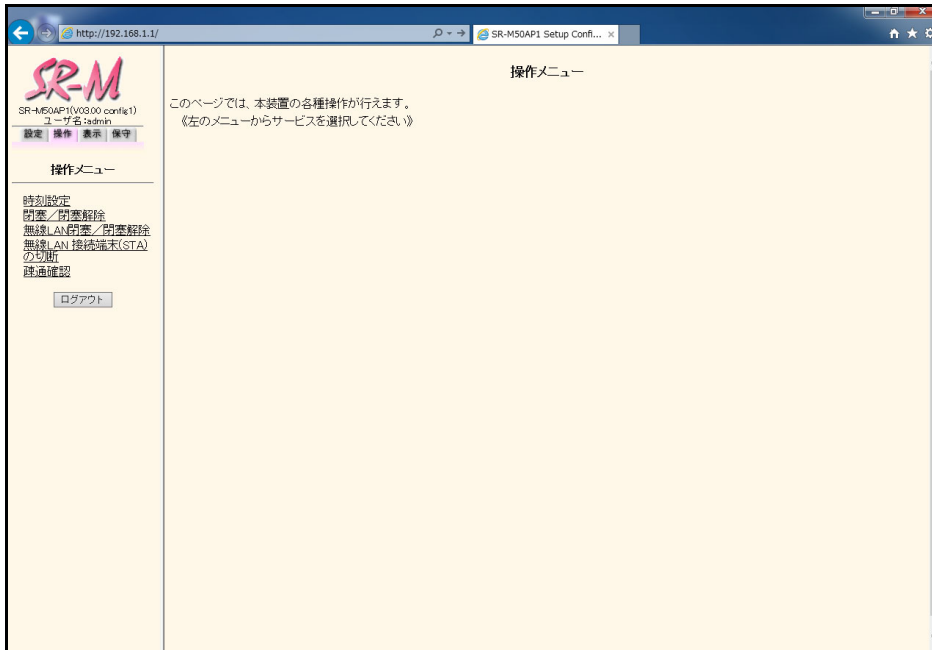 http://192.168.1.1/
SR-M50AP1 Setup Confi...
SR-M
SR-M50AP1(V03.00 config1)
ユーザ名:admin
設定 操作 表示 保守
操作メニュー
時刻設定
閉塞／閉塞解除
無線LAN閉塞／閉塞解除
無線LAN 接続端末(STA)
の切断
疎通確認
ログアウト
操作メニュー
このページでは、本装置の各種操作が行えます。
《左のメニューからサービスを選択してください》